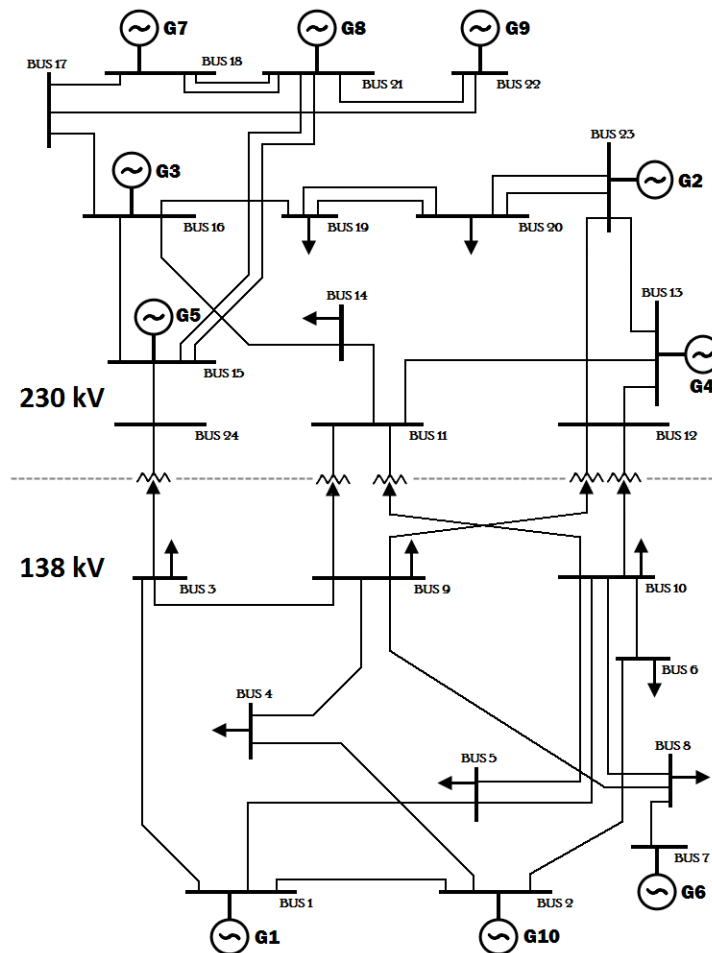 G7
G8
G9
BUS 17
BUS 18
BUS 21
BUS 22
BUS 23
G3
G2
BUS 16
BUS 19
BUS 20
BUS 14
BUS 13
G5
BUS 15
G4
230 kV
BUS 24
BUS 11
BUS 12
138 kV
BUS 3
BUS 9
BUS 10
BUS 6
BUS 4
BUS 5
BUS 8
BUS 7
BUS 1
BUS 2
G6
G1
G10